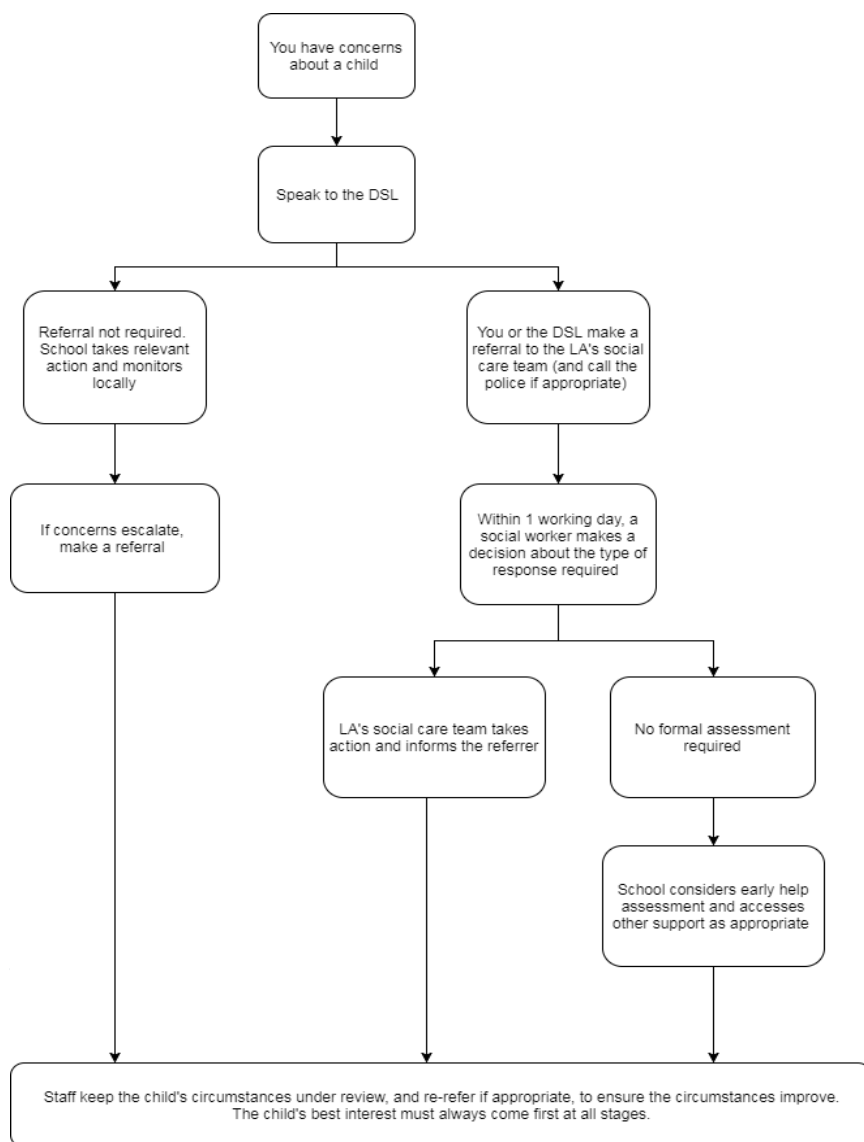 You have concerns
about a child
Speak to the DSL
Referral not required.
School takes relevant
action and monitors
locally
You or the DSL make a
referral to the LA's social
care team (and call the
police if appropriate)
If concerns escalate,
make a referral
Within 1 working day, a
social worker makes a
decision about the type of
response required
LA's social care team takes
action and informs the referrer
No formal assessment
required
School considers early help
assessment and accesses
other support as appropriate
Staff keep the child's circumstances under review, and re-refer if appropriate, to ensure the circumstances improve.
The child's best interest must always come first at all stages.